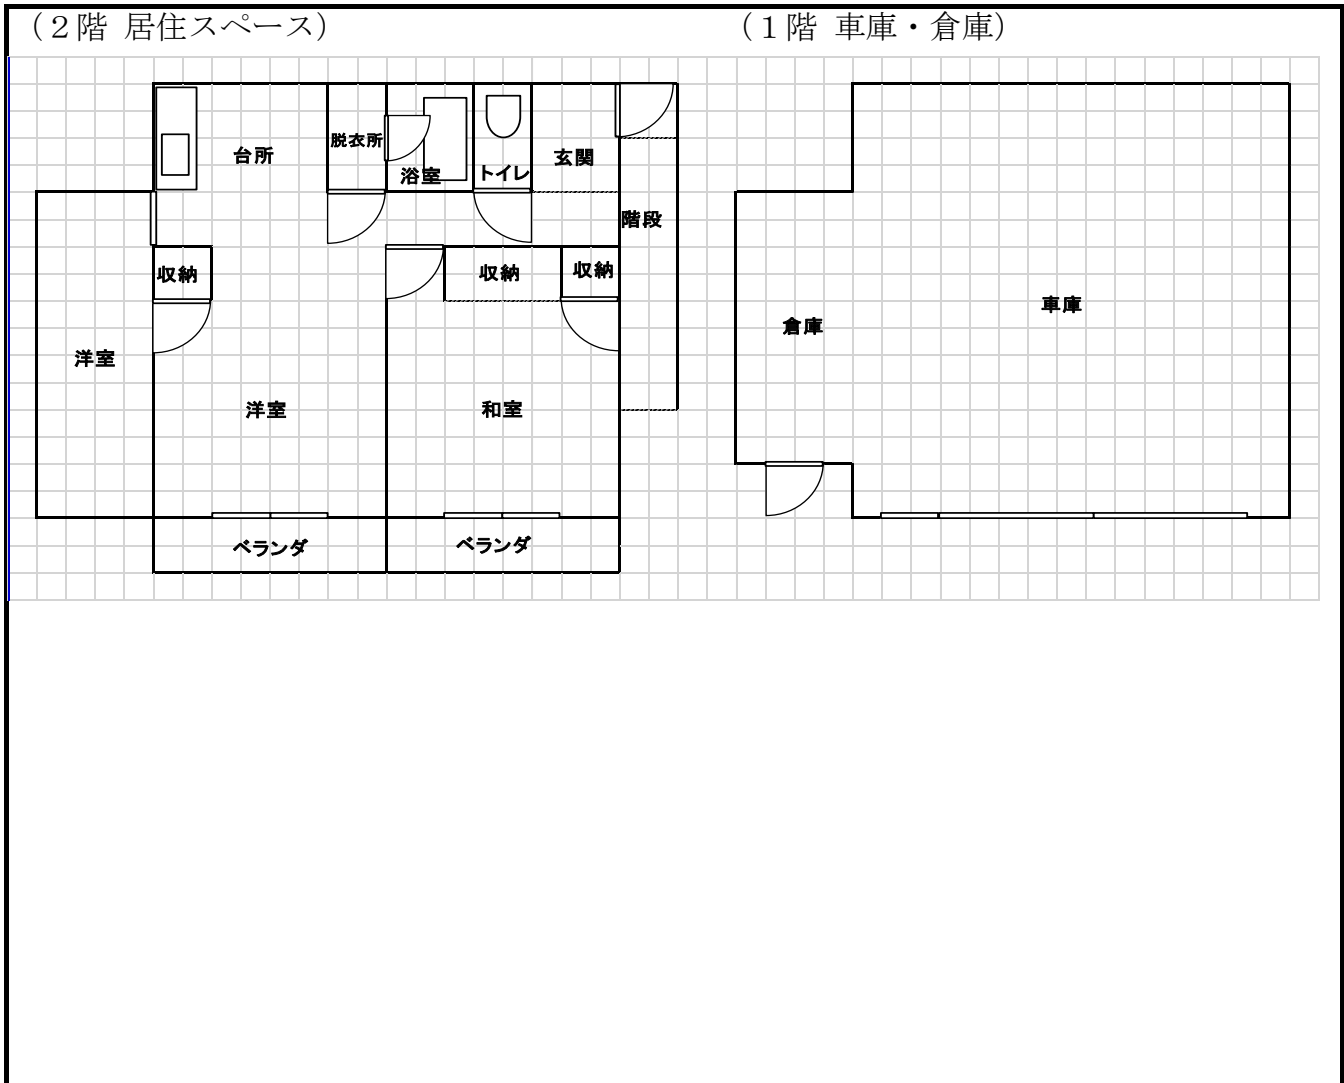 （２階 居住スペース）
（１階 車庫・倉庫）
台所
脱衣所
浴室
トイレ
玄関
階段
収納
収納
収納
洋室
洋室
和室
ベランダ
ベランダ
倉庫
車庫